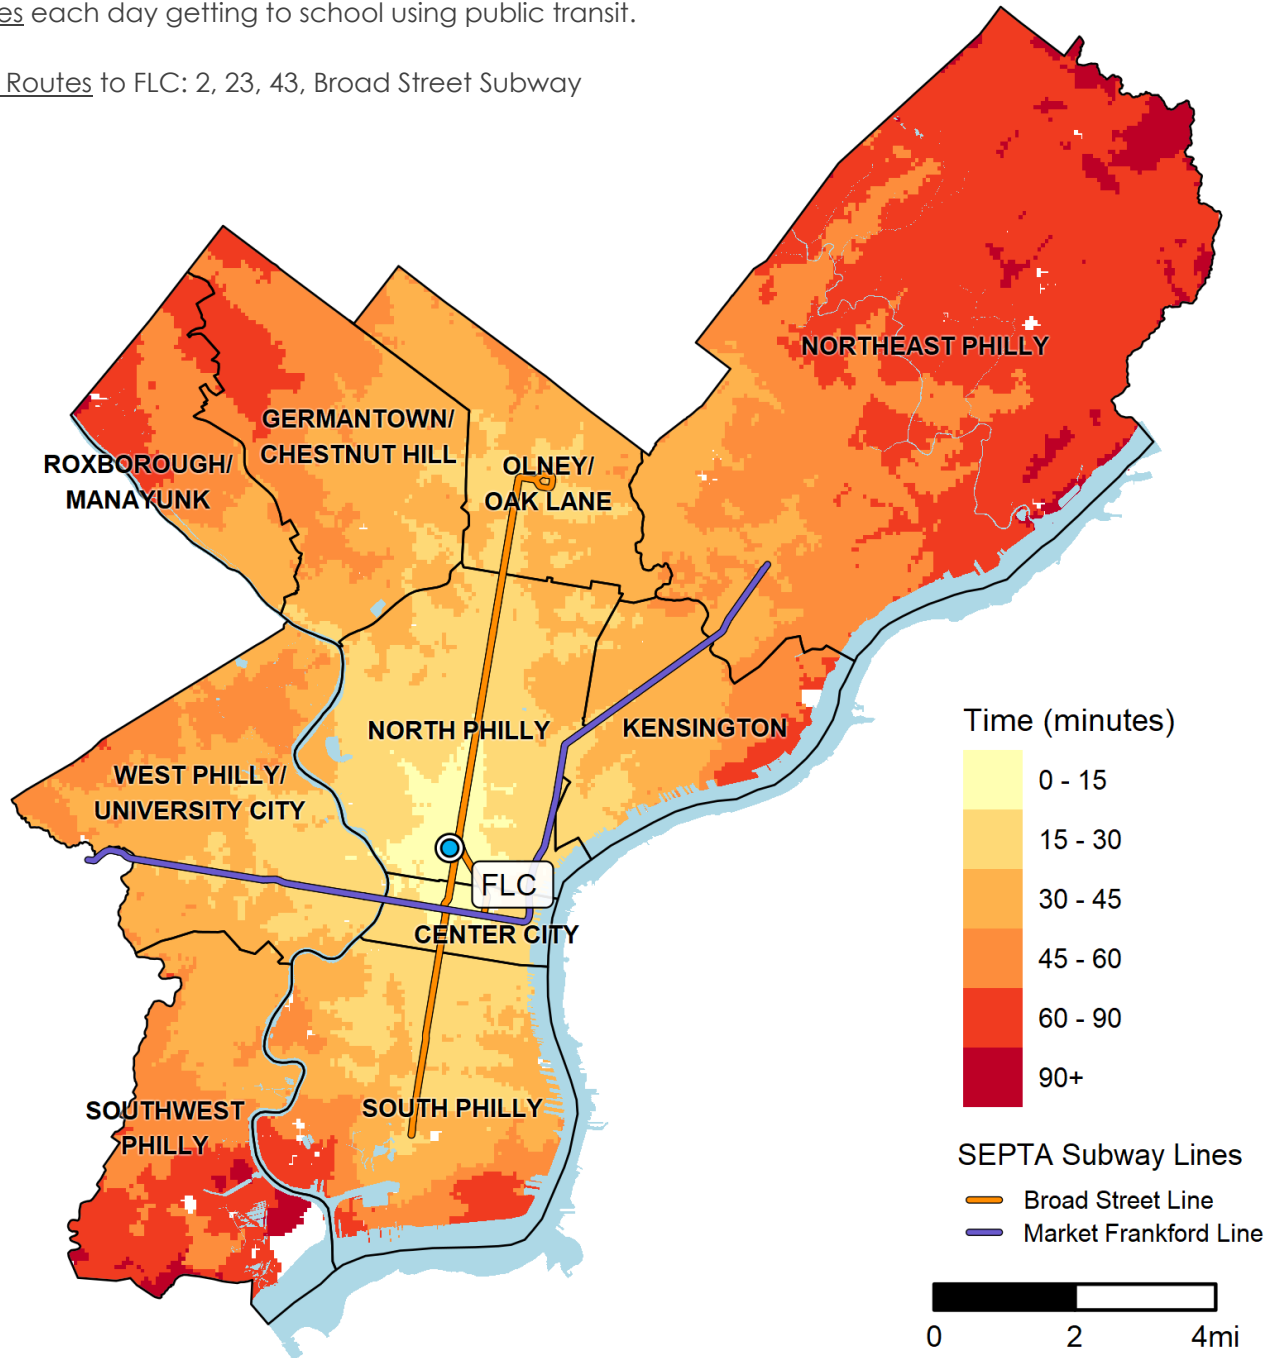 es each day getting to school using public transit.
Routes to FLC: 2, 23, 43, Broad Street Subway
NORTHEAST PHILLY
GERMANTOWN/
CHESTNUT HILL
ROXBOROUGH/
MANAYUNK
OLNEY/
OAK LANE
NORTH PHILLY
KENSINGTON
WEST PHILLY/
UNIVERSITY CITY
FLC
CENTER CITY
SOUTHWEST
PHILLY
SOUTH PHILLY
Time (minutes)
0 - 15
15 - 30
30 - 45
45 - 60
60 - 90
90+
SEPTA Subway Lines
Broad Street Line
Market Frankford Line
0 2 4mi